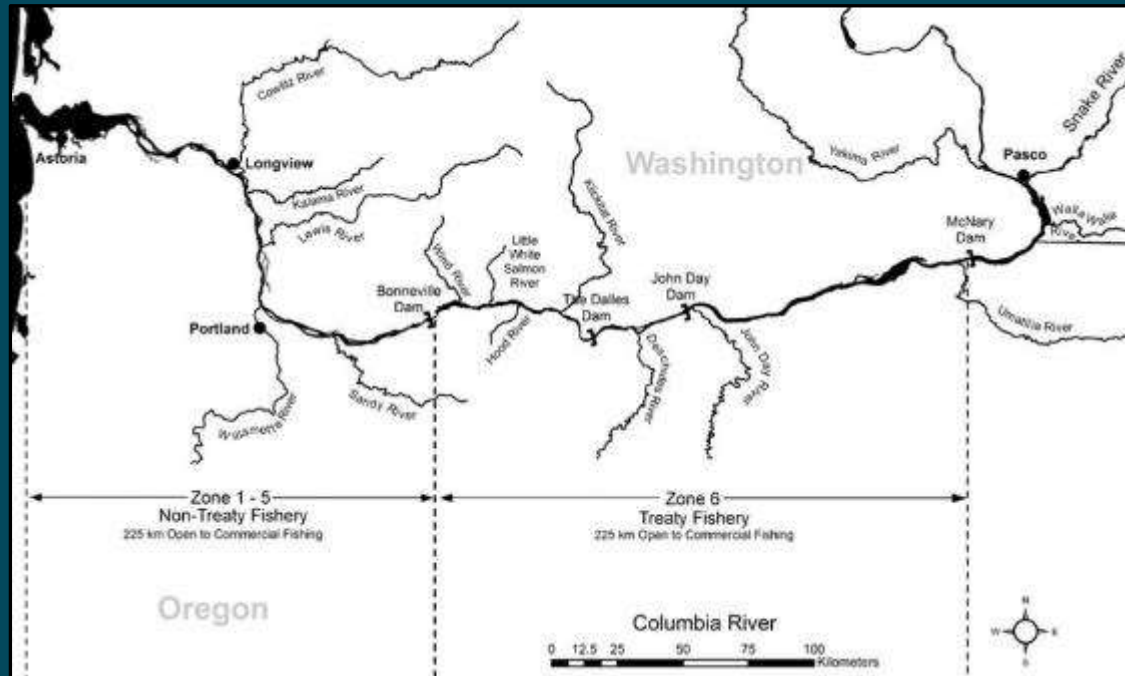 Cowlitz River
Astoria
Longview
Kalama River
Lewis River
Portland
Willamette River
Sandy River
Bonneville
Dam
Wind River
Little
White
Salmon
River
Hood River
Klickitat River
The Dalles
Dam
Deschutes River
John Day
Dam
John Day River
Washington
Yakima River
Pasco
Snake River
Walla Walla
River
McNary
Dam
Umatilla River
Zone 1 - 5
Non-Treaty Fishery
225 km Open to Commercial Fishing
Zone 6
Treaty Fishery
225 km Open to Commercial Fishing
Oregon
Columbia River
0 12.5 25 50 75 100
Kilometers
N
W E
S